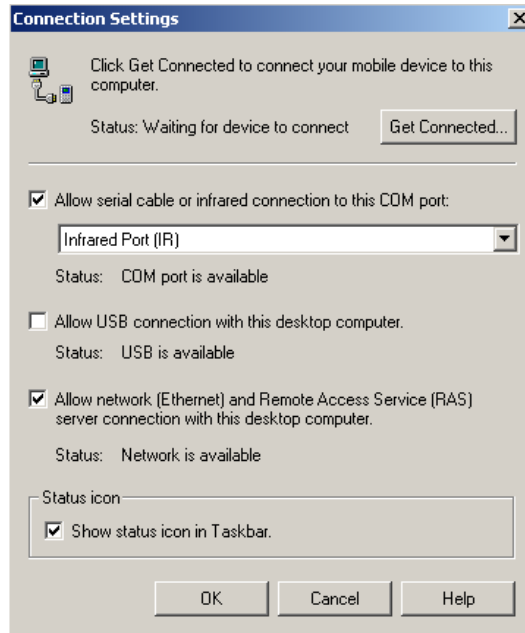 Connection Settings
Click Get Connected to connect your mobile device to this
computer.
Status: Waiting for device to connect
Get Connected...
Allow serial cable or infrared connection to this COM port:
Infrared Port (IR)
Status: COM port is available
Allow USB connection with this desktop computer.
Status: USB is available
Allow network (Ethernet) and Remote Access Service (RAS)
server connection with this desktop computer.
Status: Network is available
Status icon
Show status icon in Taskbar.
OK
Cancel
Help